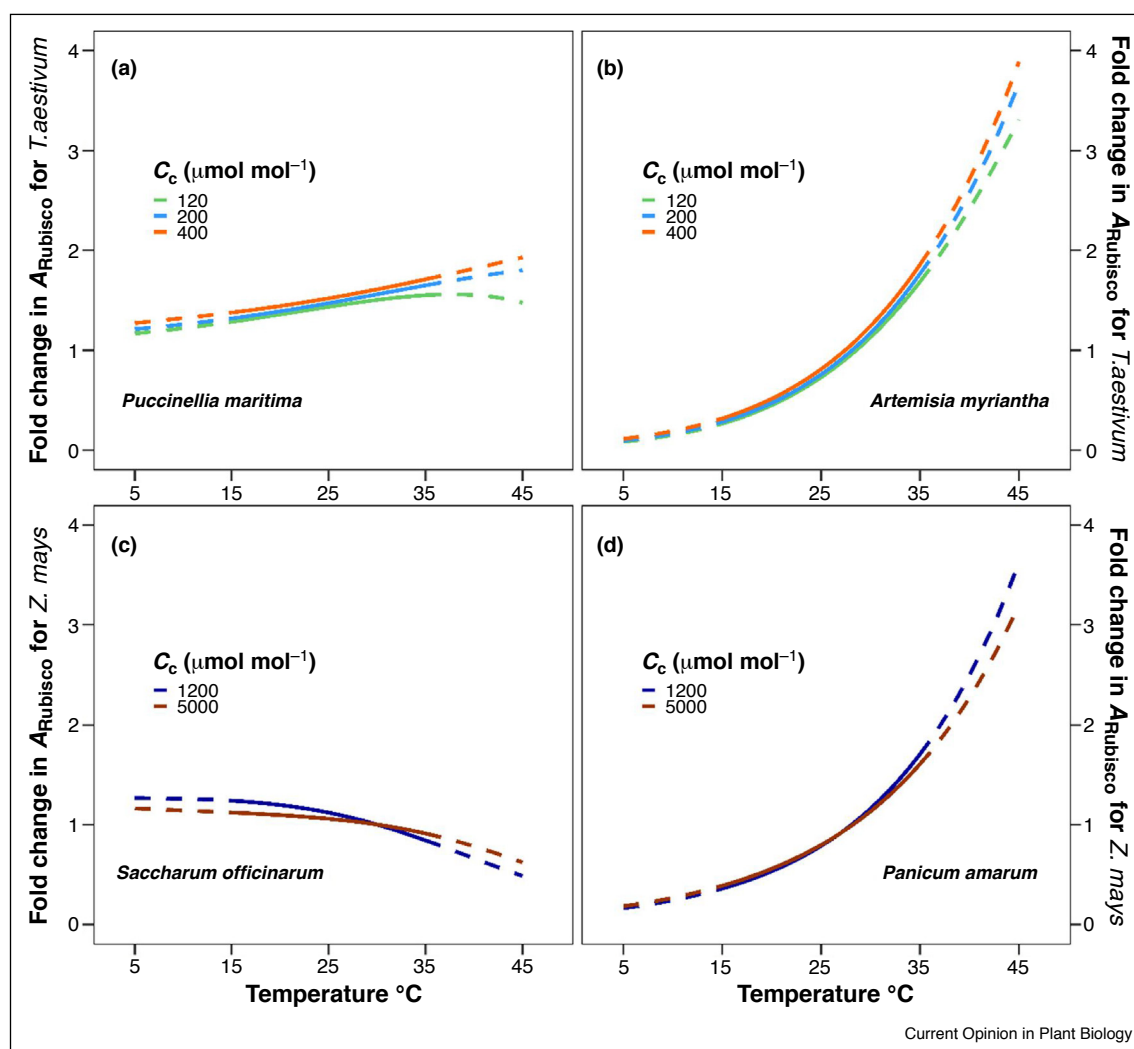 Fold change in ARubisco for T.aestivum
4
3
2
1
0
(a)
Cc (μmol mol−1)
120
200
400
Puccinellia maritima
5 15 25 35 45
(b)
Cc (μmol mol−1)
120
200
400
Artemisia myriantha
5 15 25 35 45
4
3
2
1
0
Fold change in ARubisco for T.aestivum
Fold change in ARubisco for Z. mays
4
3
2
1
0
(c)
Cc (μmol mol−1)
1200
5000
Saccharum officinarum
5 15 25 35 45
Temperature °C
(d)
Cc (μmol mol−1)
1200
5000
Panicum amarum
5 15 25 35 45
Temperature °C
4
3
2
1
0
Fold change in ARubisco for Z. mays
Current Opinion in Plant Biology